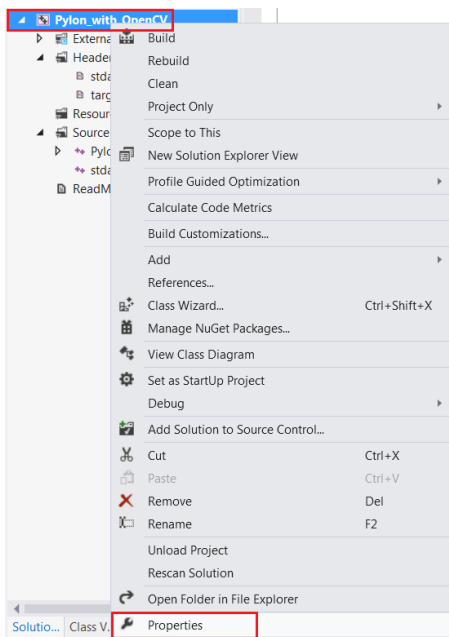 Pylon_with_OpenCV
Externa
Build
Heade
Rebuild
stda
Clean
targ
Project Only
Resour
Source
Scope to This
Pylo
New Solution Explorer View
stda
Profile Guided Optimization
ReadM
Calculate Code Metrics
Build Customizations...
Add
References...
Class Wizard... Ctrl+Shift+X
Manage NuGet Packages...
View Class Diagram
Set as StartUp Project
Debug
Add Solution to Source Control...
Cut Ctrl+X
Paste Ctrl+V
Remove Del
Rename F2
Unload Project
Rescan Solution
Open Folder in File Explorer
Solutio... Class V... Properties